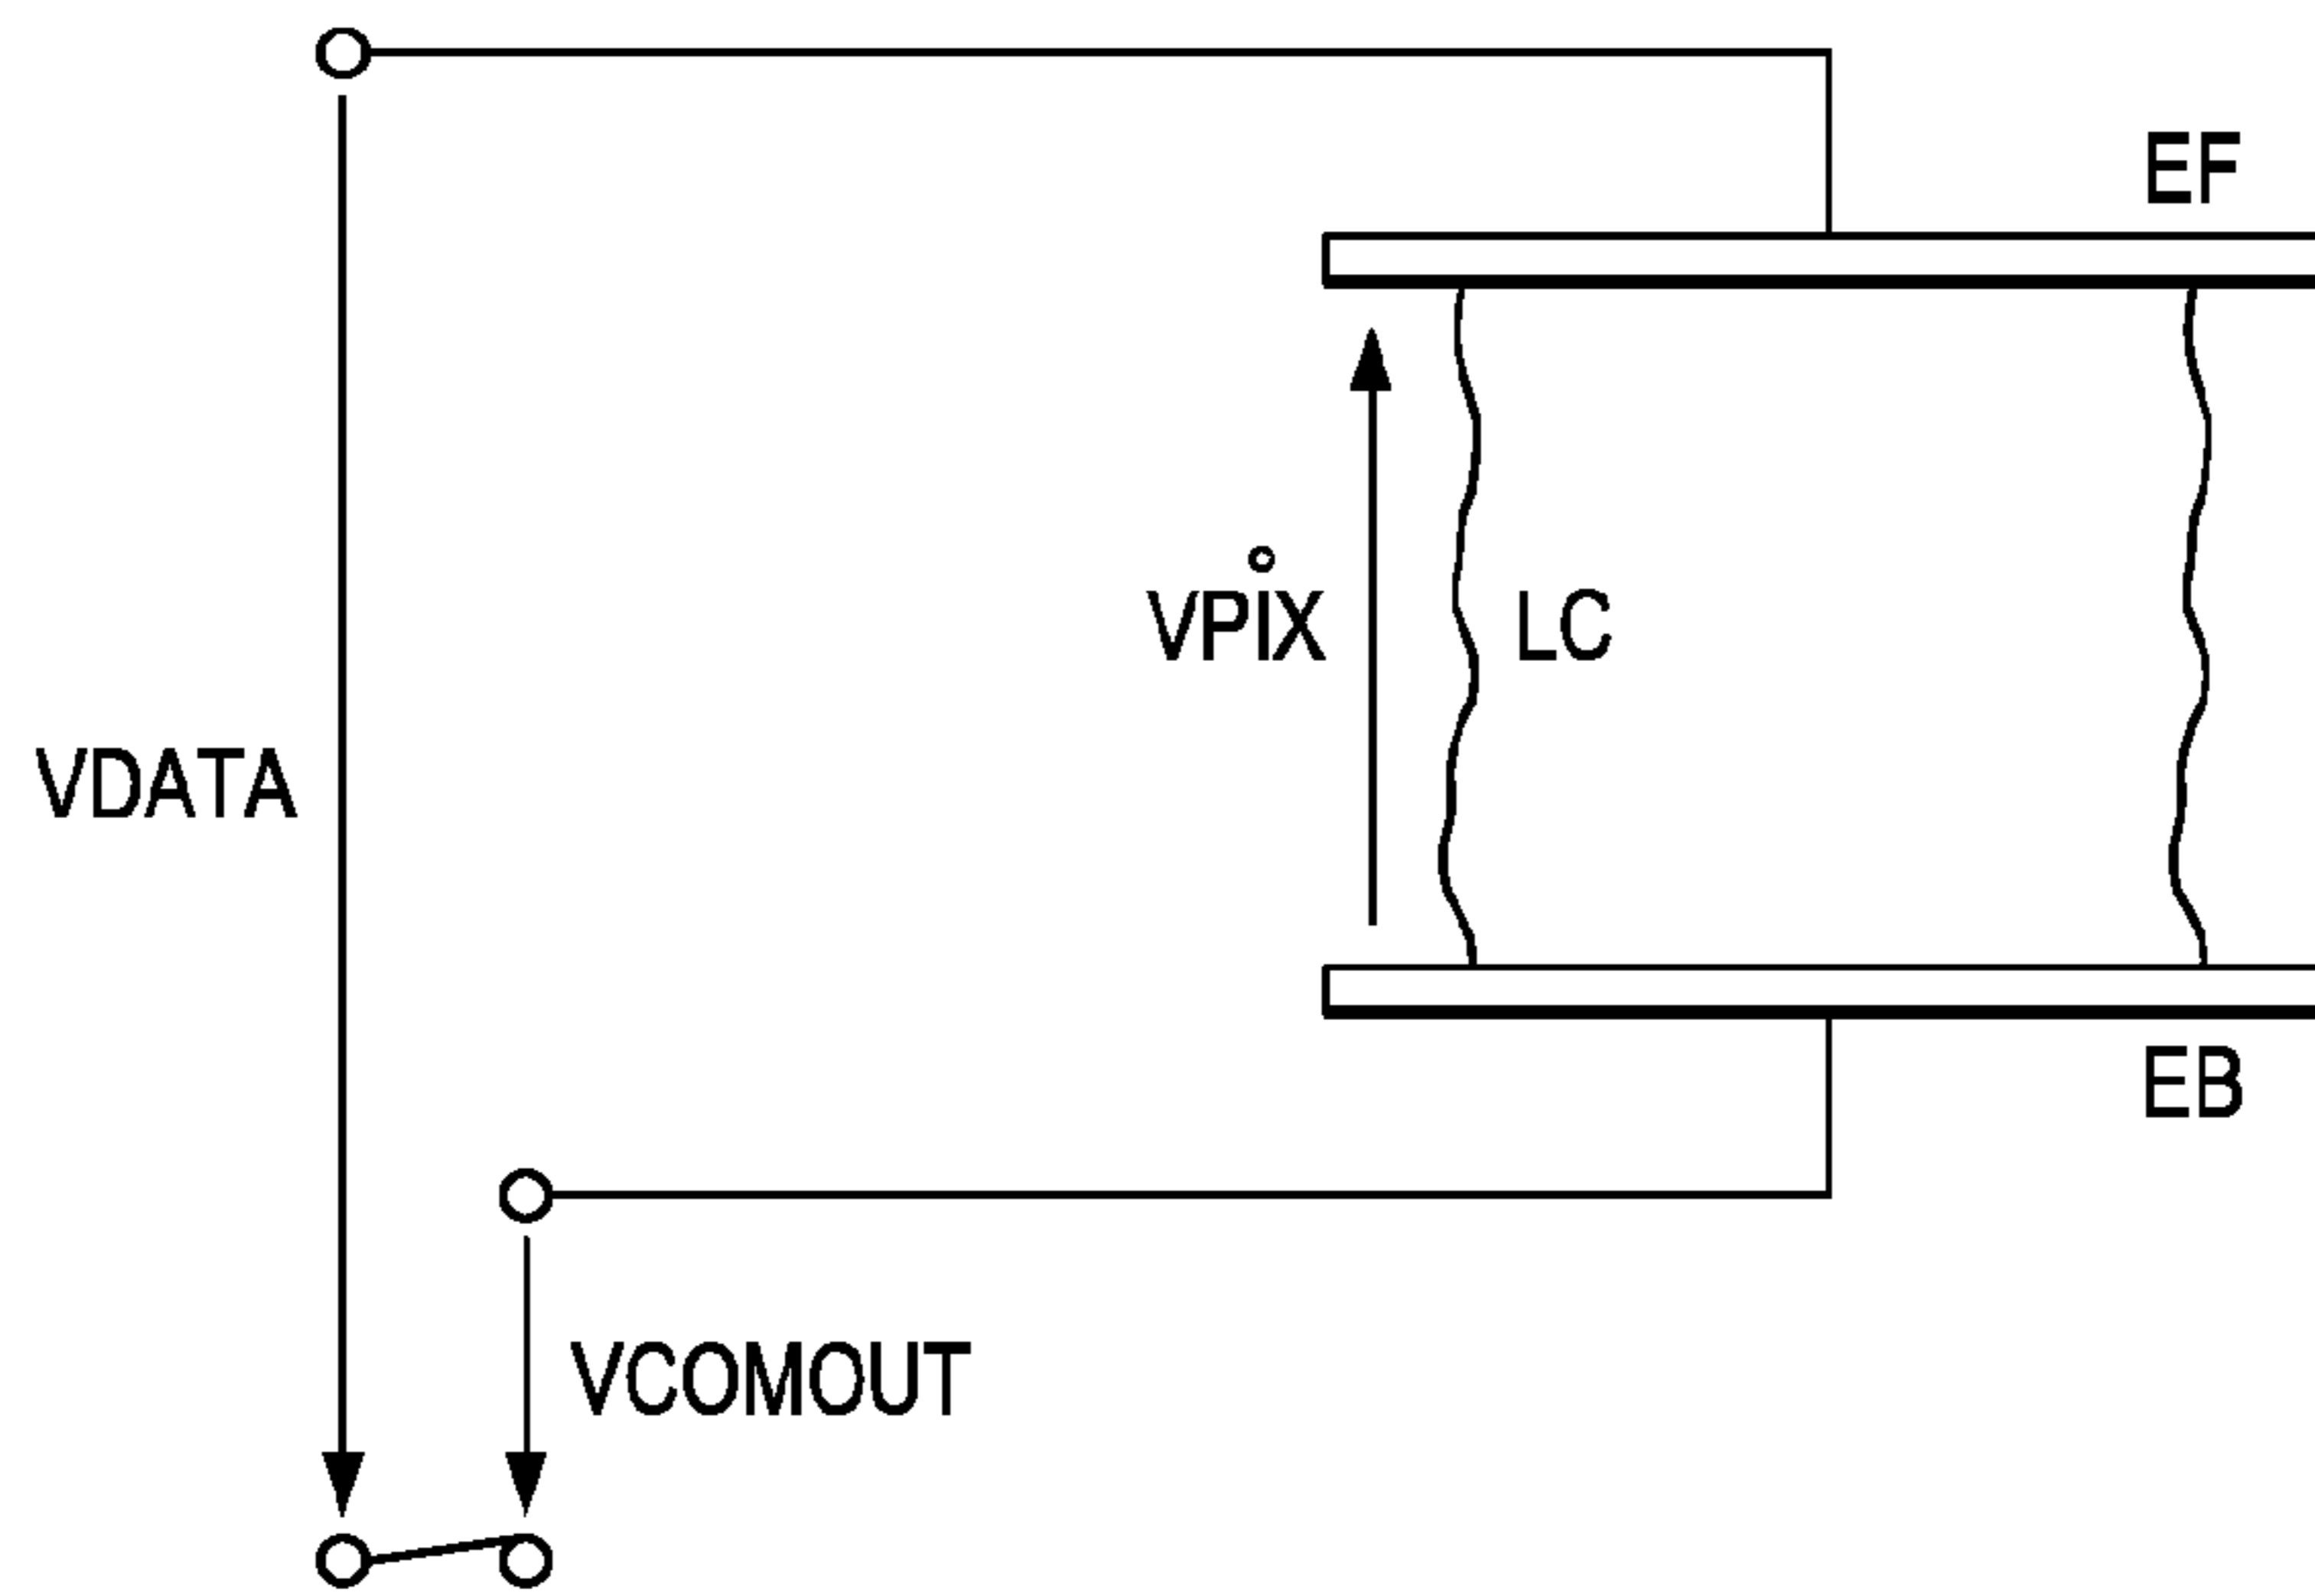 EF
VPIX
LC
VDATA
EB
VCOMOUT